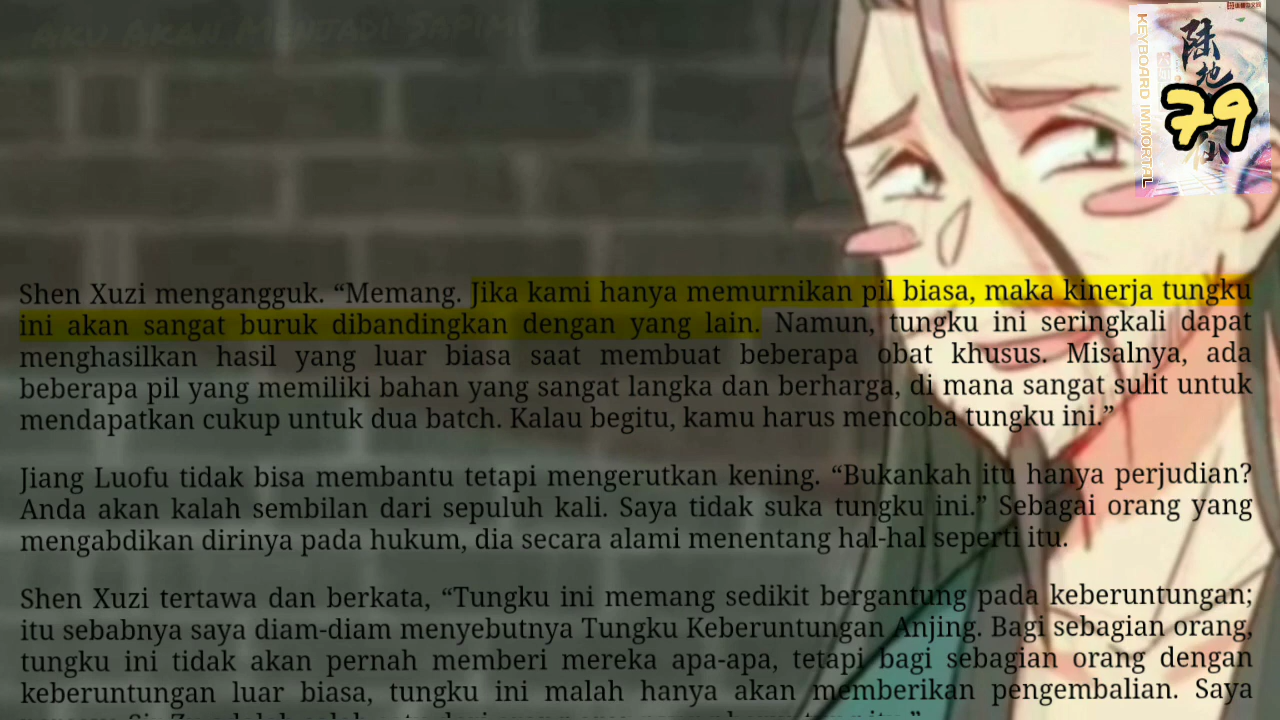 AKU AKAN MENJADI SAPIM
陆地
KEYBOARD IMMORTAL
79
仙
Shen Xuzi mengangguk. “Memang. Jika kami hanya memurnikan pil biasa, maka kinerja tungku
ini akan sangat buruk dibandingkan dengan yang lain. Namun, tungku ini seringkali dapat
menghasilkan hasil yang luar biasa saat membuat beberapa obat khusus. Misalnya, ada
beberapa pil yang memiliki bahan yang sangat langka dan berharga, di mana sangat sulit untuk
mendapatkan cukup untuk dua batch. Kalau begitu, kamu harus mencoba tungku ini.”
Jiang Luofu tidak bisa membantu tetapi mengerutkan kening. “Bukankah itu hanya perjudian?
Anda akan kalah sembilan dari sepuluh kali. Saya tidak suka tungku ini.” Sebagai orang yang
mengabdikan dirinya pada hukum, dia secara alami menentang hal-hal seperti itu.
Shen Xuzi tertawa dan berkata, “Tungku ini memang sedikit bergantung pada keberuntungan;
itu sebabnya saya diam-diam menyebutnya Tungku Keberuntungan Anjing. Bagi sebagian orang,
tungku ini tidak akan pernah memberi mereka apa-apa, tetapi bagi sebagian orang dengan
keberuntungan luar biasa, tungku ini malah hanya akan memberikan pengembalian. Saya